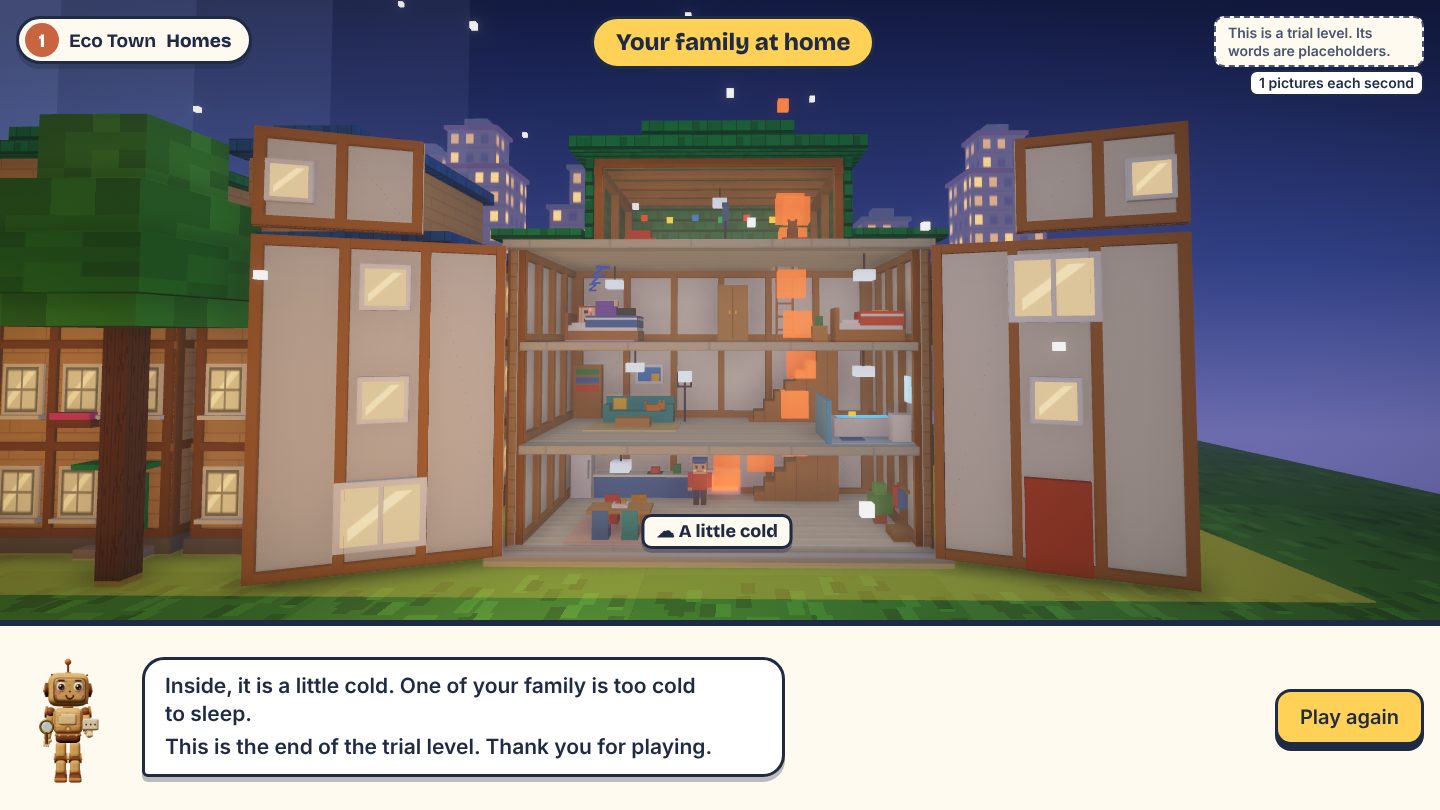 1 Eco Town Homes
Your family at home
This is a trial level. Its
words are placeholders.
1 pictures each second
Z
☁ A little cold
Inside, it is a little cold. One of your family is too cold
to sleep.
This is the end of the trial level. Thank you for playing.
Play again